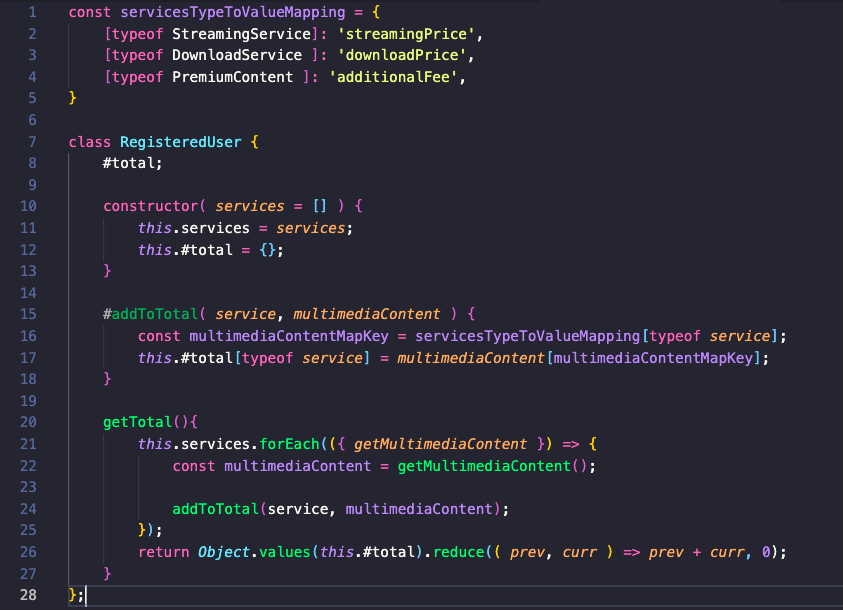 1 const servicesTypeToValueMapping = {
2     [typeof StreamingService]: 'streamingPrice',
3     [typeof DownloadService ]: 'downloadPrice',
4     [typeof PremiumContent ]: 'additionalFee',
5 }
6
7 class RegisteredUser {
8     #total;
9
10     constructor( services = [] ) {
11         this.services = services;
12         this.#total = {};
13     }
14
15     #addToTotal( service, multimediaContent ) {
16         const multimediaContentMapKey = servicesTypeToValueMapping[typeof service];
17         this.#total[typeof service] = multimediaContent[multimediaContentMapKey];
18     }
19
20     getTotal(){
21         this.services.forEach(({ getMultimediaContent }) => {
22             const multimediaContent = getMultimediaContent();
23
24             addToTotal(service, multimediaContent);
25         });
26         return Object.values(this.#total).reduce(( prev, curr ) => prev + curr, 0);
27     }
28 };